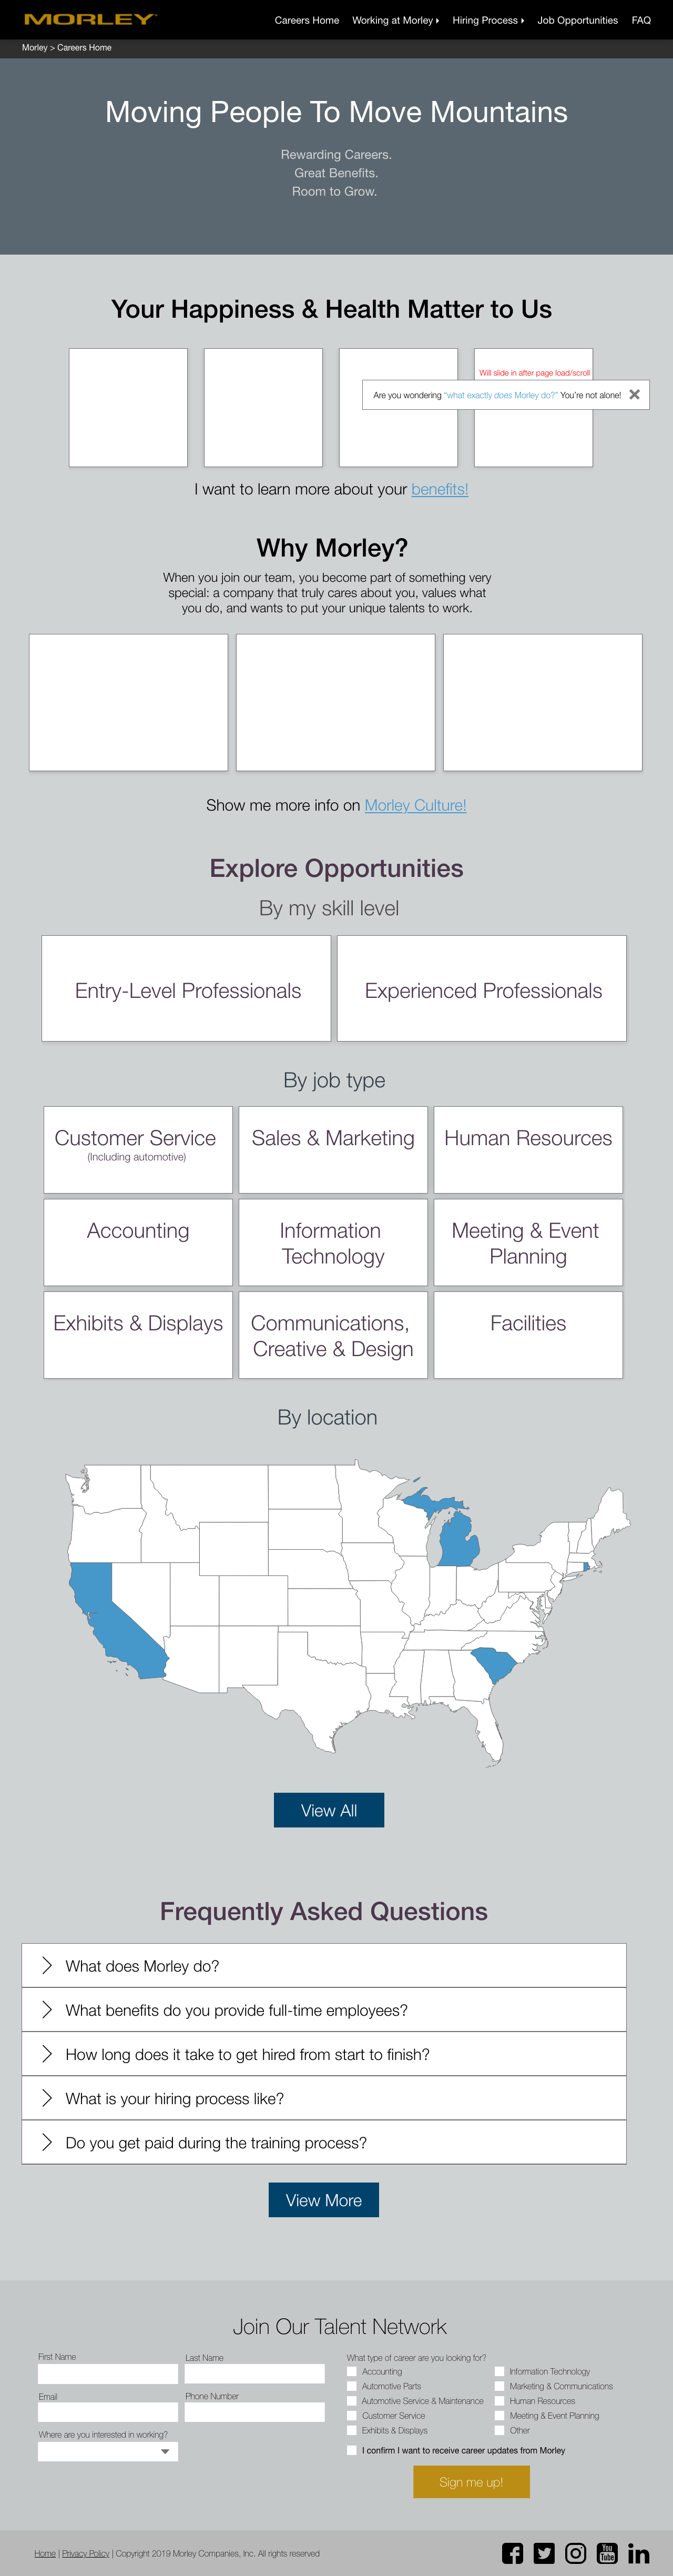 MORLEY
Careers Home Working at Morley Hiring Process Job Opportunities FAQ
Morley > Careers Home
Moving People To Move Mountains
Rewarding Careers.
Great Benefits.
Room to Grow.
Your Happiness & Health Matter to Us
Will slide in after page load/scroll
Are you wondering “what exactly does Morley do?” You’re not alone!
I want to learn more about your benefits!
Why Morley?
When you join our team, you become part of something very
special: a company that truly cares about you, values what
you do, and wants to put your unique talents to work.
Show me more info on Morley Culture!
Explore Opportunities
By my skill level
Entry-Level Professionals
Experienced Professionals
By job type
Customer Service
(Including automotive)
Sales & Marketing
Human Resources
Accounting
Information
Technology
Meeting & Event
Planning
Exhibits & Displays
Communications,
Creative & Design
Facilities
By location
View All
Frequently Asked Questions
What does Morley do?
What benefits do you provide full-time employees?
How long does it take to get hired from start to finish?
What is your hiring process like?
Do you get paid during the training process?
View More
Join Our Talent Network
First Name
Last Name
Email
Phone Number
Where are you interested in working?
What type of career are you looking for?
Accounting
Automotive Parts
Automotive Service & Maintenance
Customer Service
Exhibits & Displays
Information Technology
Marketing & Communications
Human Resources
Meeting & Event Planning
Other
I confirm I want to receive career updates from Morley
Sign me up!
Home | Privacy Policy | Copyright 2019 Morley Companies, Inc. All rights reserved
You
Tube